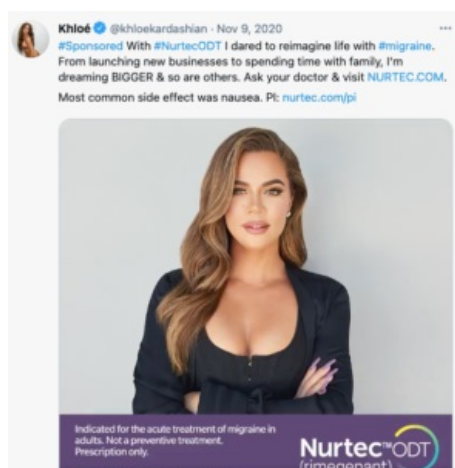 Khloé @khloekardashian · Nov 9, 2020
#Sponsored With #NurtecODT I dared to reimagine life with #migraine.
From launching new businesses to spending time with family, I'm
dreaming BIGGER & so are others. Ask your doctor & visit NURTEC.COM.
Most common side effect was nausea. PI: nurtec.com/pi
Indicated for the acute treatment of migraine in
adults. Not a preventive treatment.
Prescription only.
Nurtec™ODT
(rimegepant)